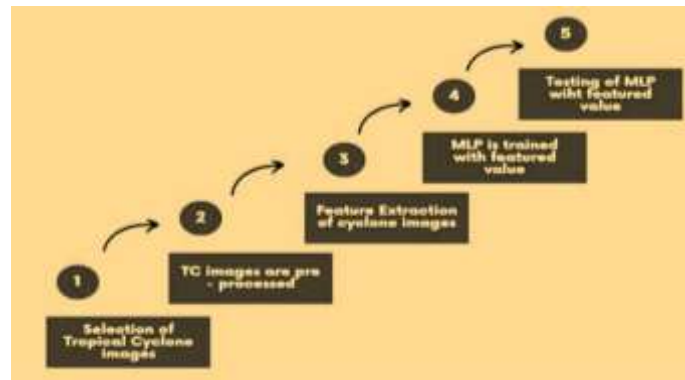 1
Selection of
Tropical Cyclone
images
2
TC images are pre
- processed
3
Feature Extraction
of cyclone images
4
MLP is trained
with featured
value
5
Testing of MLP
wiht featured
value